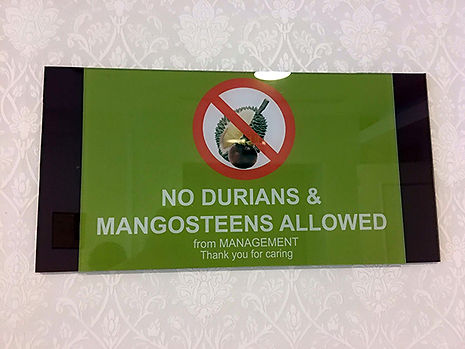 NO DURIANS &
MANGOSTEENS ALLOWED
from MANAGEMENT
Thank you for caring